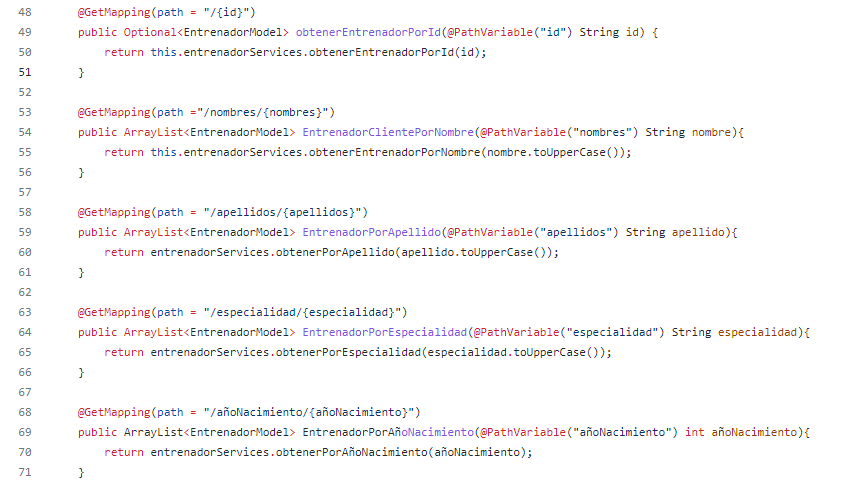 48 @GetMapping(path = "/{id}")
49 public Optional<EntrenadorModel> obtenerEntrenadorPorId(@PathVariable("id") String id) {
50 return this.entrenadorServices.obtenerEntrenadorPorId(id);
51 }
52
53 @GetMapping(path ="/nombres/{nombres}")
54 public ArrayList<EntrenadorModel> EntrenadorClientePorNombre(@PathVariable("nombres") String nombre){
55 return this.entrenadorServices.obtenerEntrenadorPorNombre(nombre.toUpperCase());
56 }
57
58 @GetMapping(path = "/apellidos/{apellidos}")
59 public ArrayList<EntrenadorModel> EntrenadorPorApellido(@PathVariable("apellidos") String apellido){
60 return entrenadorServices.obtenerPorApellido(apellido.toUpperCase());
61 }
62
63 @GetMapping(path = "/especialidad/{especialidad}")
64 public ArrayList<EntrenadorModel> EntrenadorPorEspecialidad(@PathVariable("especialidad") String especialidad){
65 return entrenadorServices.obtenerPorEspecialidad(especialidad.toUpperCase());
66 }
67
68 @GetMapping(path = "/añoNacimiento/{añoNacimiento}")
69 public ArrayList<EntrenadorModel> EntrenadorPorAñoNacimiento(@PathVariable("añoNacimiento") int añoNacimiento){
70 return entrenadorServices.obtenerPorAñoNacimiento(añoNacimiento);
71 }